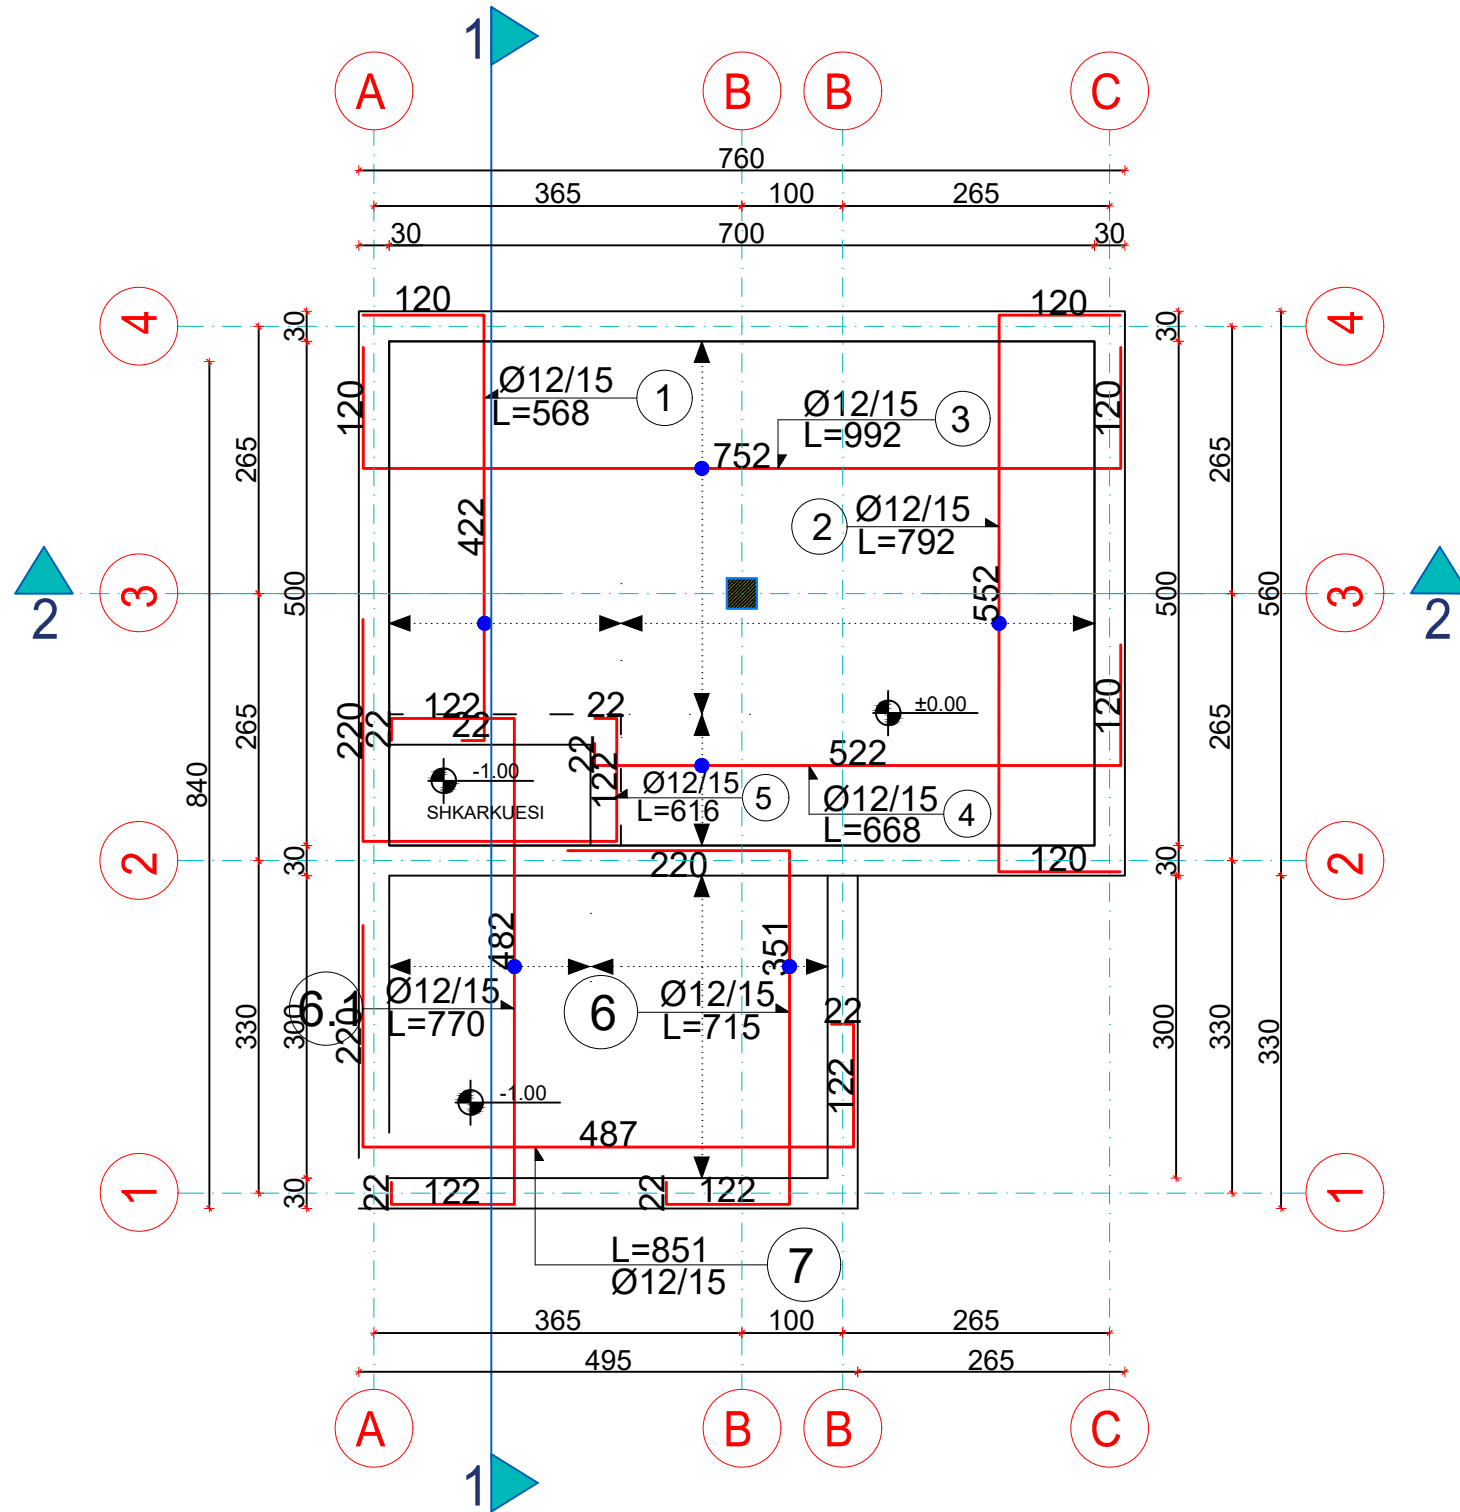 1
A B B C
760
365 100 265
30 700 30
120 120
4 4
30 30
120 120
265 265
Ø12/15 1
L=568
Ø12/15 3
L=992
752
422
2 Ø12/15
L=792
552
2 3 500 500 560 3 2
±0.00
122 22
22
22
220
22
120
265 265
-1.00
SHKARKUESI
122
522
Ø12/15 5
L=616
Ø12/15 4
L=668
840
2 30 30 2
220 120
482 351
6.1 Ø12/15
L=770
6 Ø12/15
L=715
22
330 300 220 122 300 330 330
-1.00
487
1 30 22 122 22 122 1
L=851 7
Ø12/15
365 100 265
495 265
A B B C
1